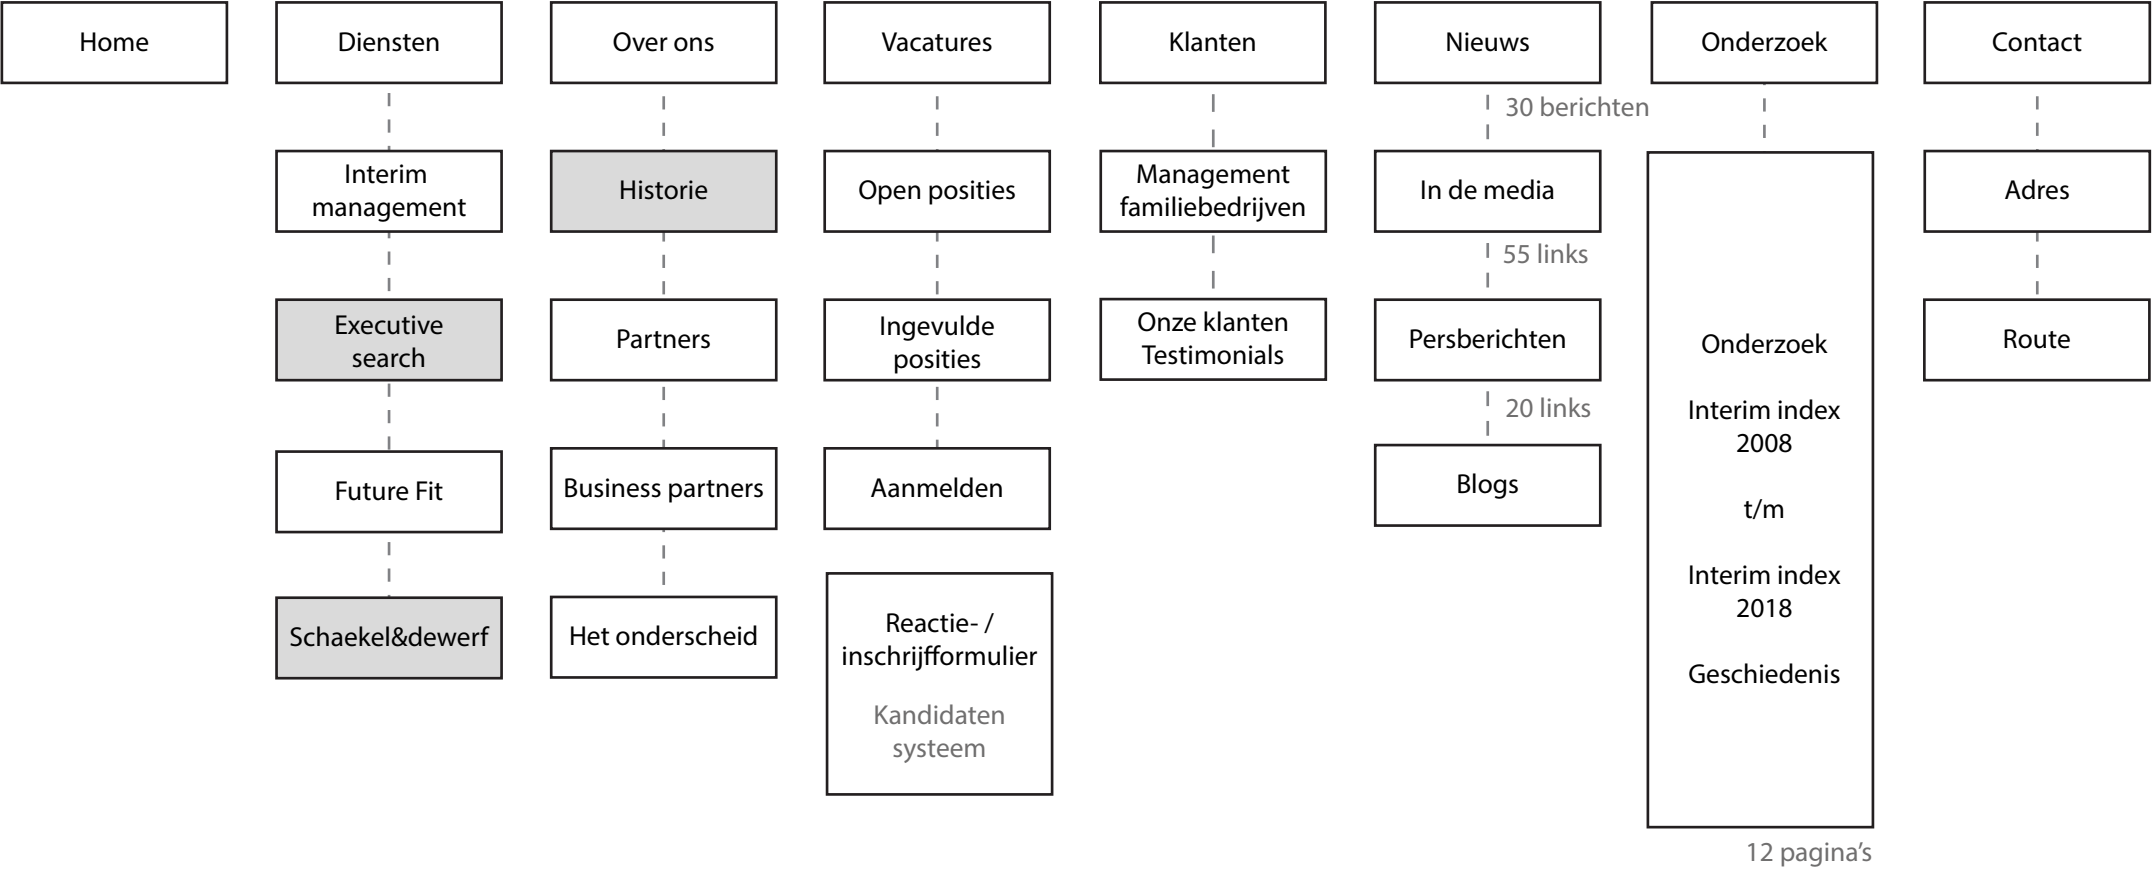 Home
Diensten
Over ons
Vacatures
Klanten
Nieuws
Onderzoek
Contact
30 berichten
Interim
management
Historie
Open posities
Management
familiebedrijven
In de media
Adres
55 links
Executive
search
Partners
Ingevulde
posities
Onze klanten
Testimonials
Persberichten
Route
20 links
Future Fit
Business partners
Aanmelden
Blogs
Schaekel&dewerf
Het onderscheid
Reactie- /
inschrijfformulier
Kandidaten
systeem
Onderzoek
Interim index
2008
t/m
Interim index
2018
Geschiedenis
12 pagina's